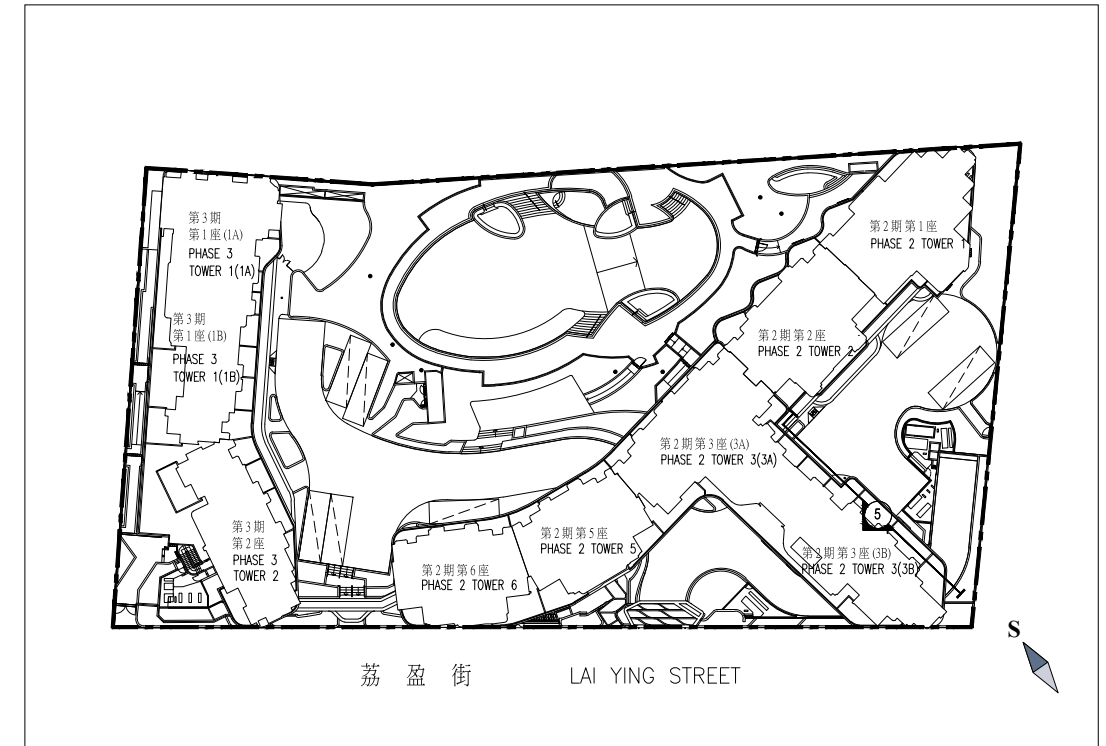 第2期第1座
PHASE 2 TOWER 1
第3期
第1座(1A)
PHASE 3
TOWER 1(1A)
第3期
第1座(1B)
PHASE 3
TOWER 1(1B)
第2期第2座
PHASE 2 TOWER 2
第2期第3座(3A)
PHASE 2 TOWER 3(3A)
5
第3期
第2座
PHASE 3
TOWER 2
第2期第5座
PHASE 2 TOWER 5
第2期第3座(3B)
PHASE 2 TOWER 3(3B)
第2期第6座
PHASE 2 TOWER 6
S
荔盈街 LAI YING STREET